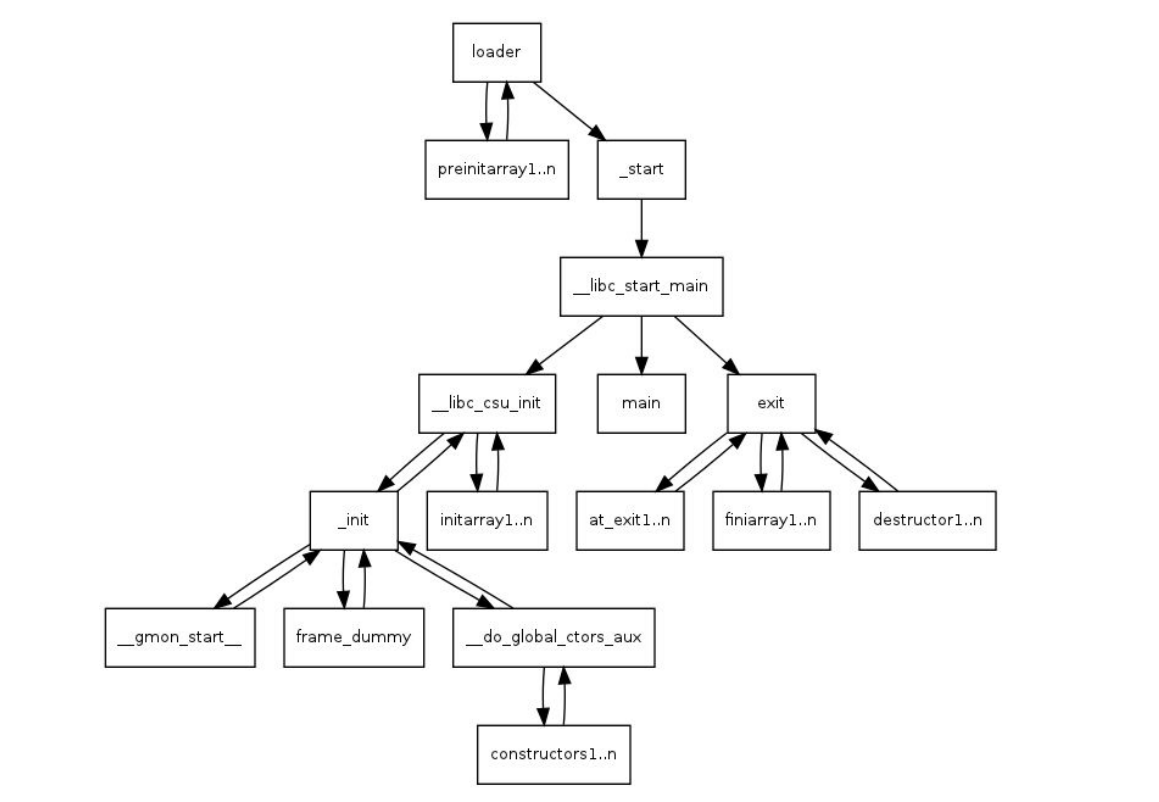 loader
preinitarray1..n
_start
__libc_start_main
__libc_csu_init
main
exit
_init
initarray1..n
at_exit1..n
finiarray1..n
destructor1..n
__gmon_start__
frame_dummy
__do_global_ctors_aux
constructors1..n